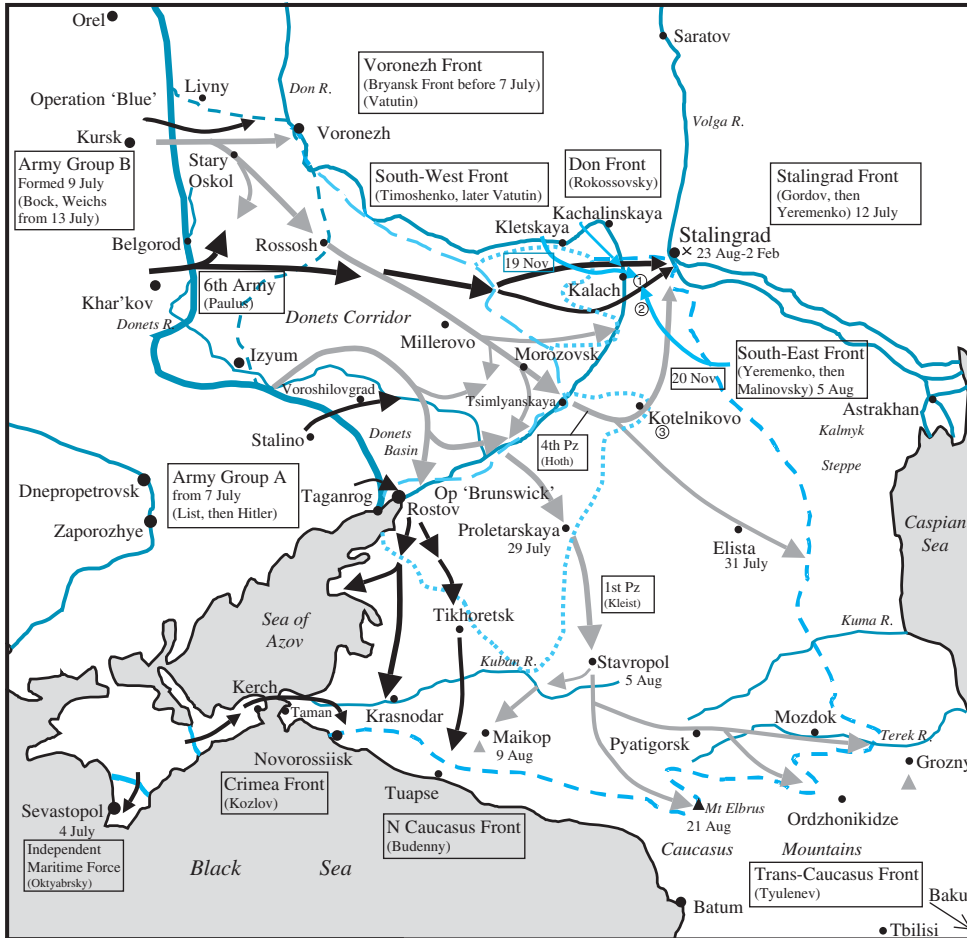 Orel
Saratov
Livny
Don R.
Voronezh Front
(Bryansk Front before 7 July)
(Vatutin)
Operation ‘Blue’
Volga R.
Kursk
Voronezh
Army Group B
Formed 9 July
(Bock, Weichs
from 13 July)
Stary
Oskol
South-West Front
(Timoshenko, later Vatutin)
Don Front
(Rokossovsky)
Stalingrad Front
(Gordov, then
Yeremenko) 12 July
Kachalinskaya
Kletskaya
Belgorod
Rossosh
Stalingrad
23 Aug-2 Feb
19 Nov
6th Army
(Paulus)
Kalach
1
2
Khar’kov
Donets R.
Donets Corridor
Millerovo
Izyum
Morozovsk
South-East Front
(Yeremenko, then
Malinovsky) 5 Aug
20 Nov
Voroshilovgrad
Tsimlyanskaya
Kotelnikovo
3
Astrakhan
Kalmyk
Steppe
Stalino
Donets
Basin
4th Pz
(Hoth)
Army Group A
from 7 July
(List, then Hitler)
Dnepropetrovsk
Zaporozhye
Taganrog
Rostov
Op ‘Brunswick’
Proletarskaya
29 July
Elista
31 July
Caspian
Sea
1st Pz
(Kleist)
Sea of
Azov
Tikhoretsk
Kuma R.
Kuban R.
Stavropol
5 Aug
Kerch
Taman
Krasnodar
Maikop
9 Aug
Pyatigorsk
Mozdok
Terek R.
Grozny
Novorossiisk
Crimea Front
(Kozlov)
Tuapse
Mt Elbrus
21 Aug
Ordzhonikidze
Sevastopol
4 July
Independent
Maritime Force
(Oktyabrsky)
N Caucasus Front
(Budenny)
Black Sea
Caucasus Mountains
Trans-Caucasus Front
(Tyulenev)
Baku
Batum
Tbilisi